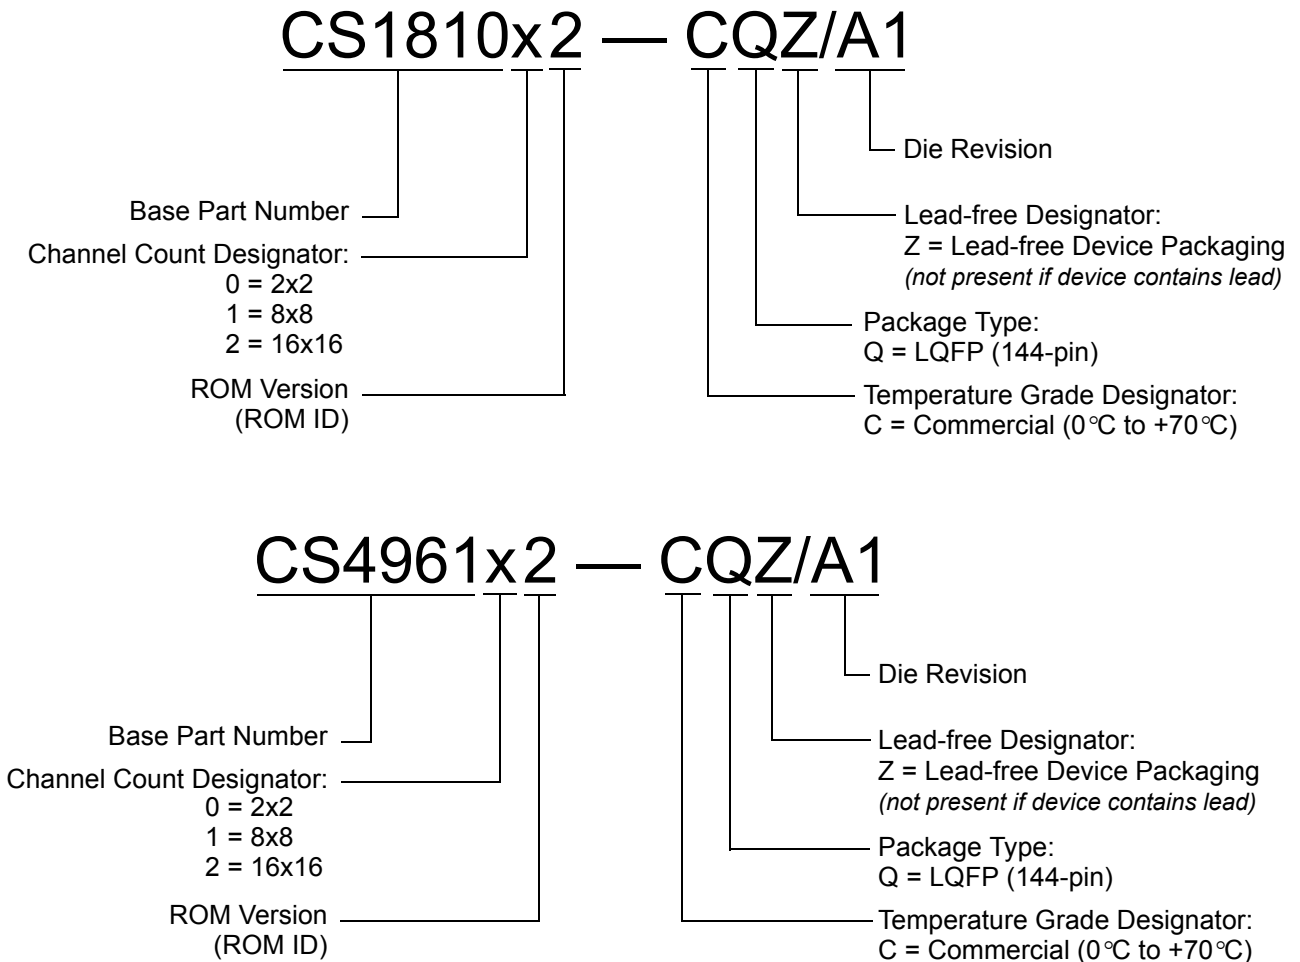 CS1810x2 — CQZ/A1
Die Revision
Base Part Number
Lead-free Designator:
Z = Lead-free Device Packaging
(not present if device contains lead)
Channel Count Designator:
0 = 2x2
1 = 8x8
2 = 16x16
Package Type:
Q = LQFP (144-pin)
ROM Version
(ROM ID)
Temperature Grade Designator:
C = Commercial (0°C to +70°C)
CS4961x2 — CQZ/A1
Die Revision
Base Part Number
Lead-free Designator:
Z = Lead-free Device Packaging
(not present if device contains lead)
Channel Count Designator:
0 = 2x2
1 = 8x8
2 = 16x16
Package Type:
Q = LQFP (144-pin)
ROM Version
(ROM ID)
Temperature Grade Designator:
C = Commercial (0°C to +70°C)